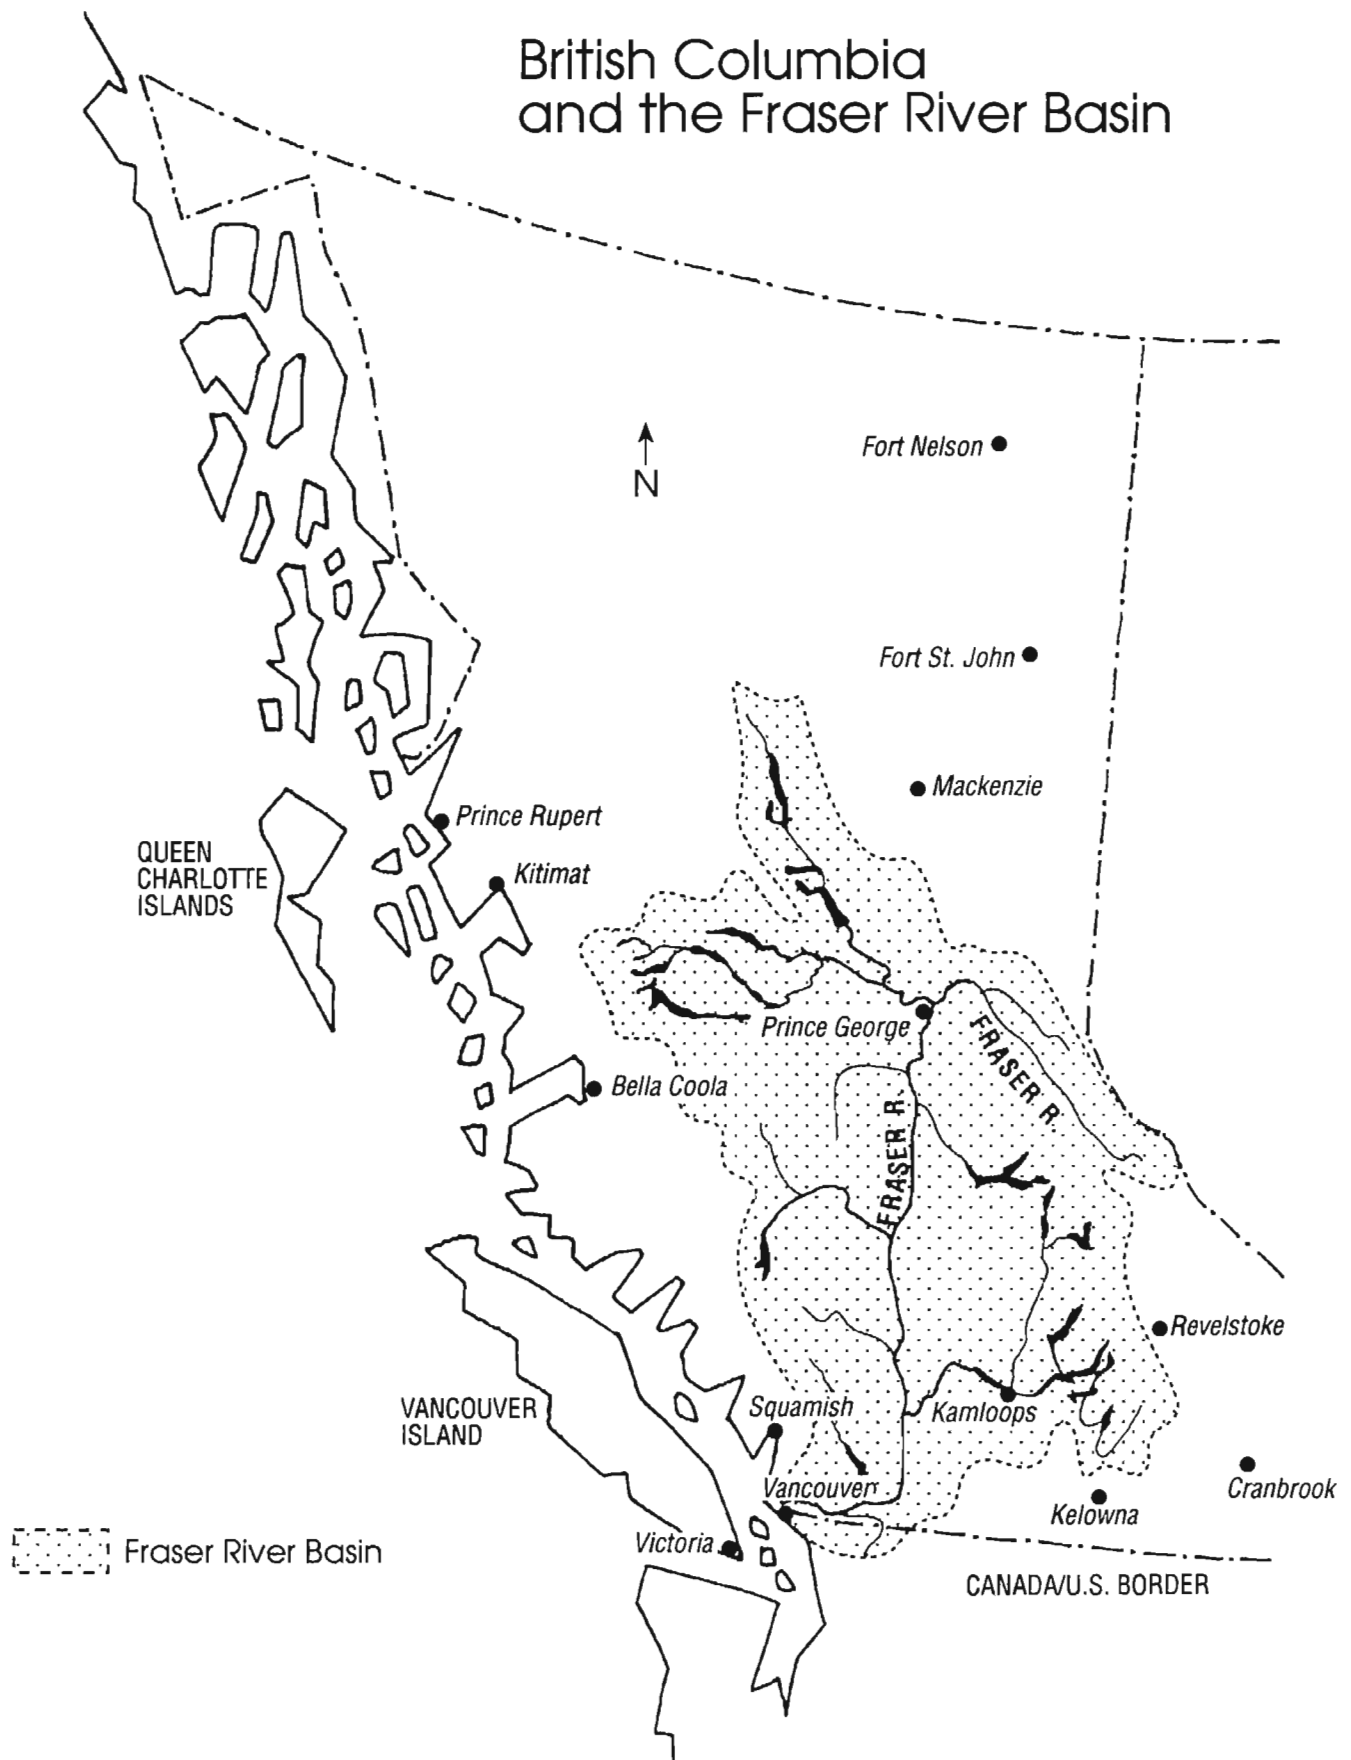 British Columbia
and the Fraser River Basin
Fort Nelson
N
Fort St. John
Mackenzie
Prince Rupert
QUEEN
CHARLOTTE
ISLANDS
Kitimat
Prince George
FRASER R.
Bella Coola
FRASER R.
Revelstoke
VANCOUVER
ISLAND
Squamish
Kamloops
Vancouver
Cranbrook
Kelowna
Victoria
Fraser River Basin
CANADA/U.S. BORDER